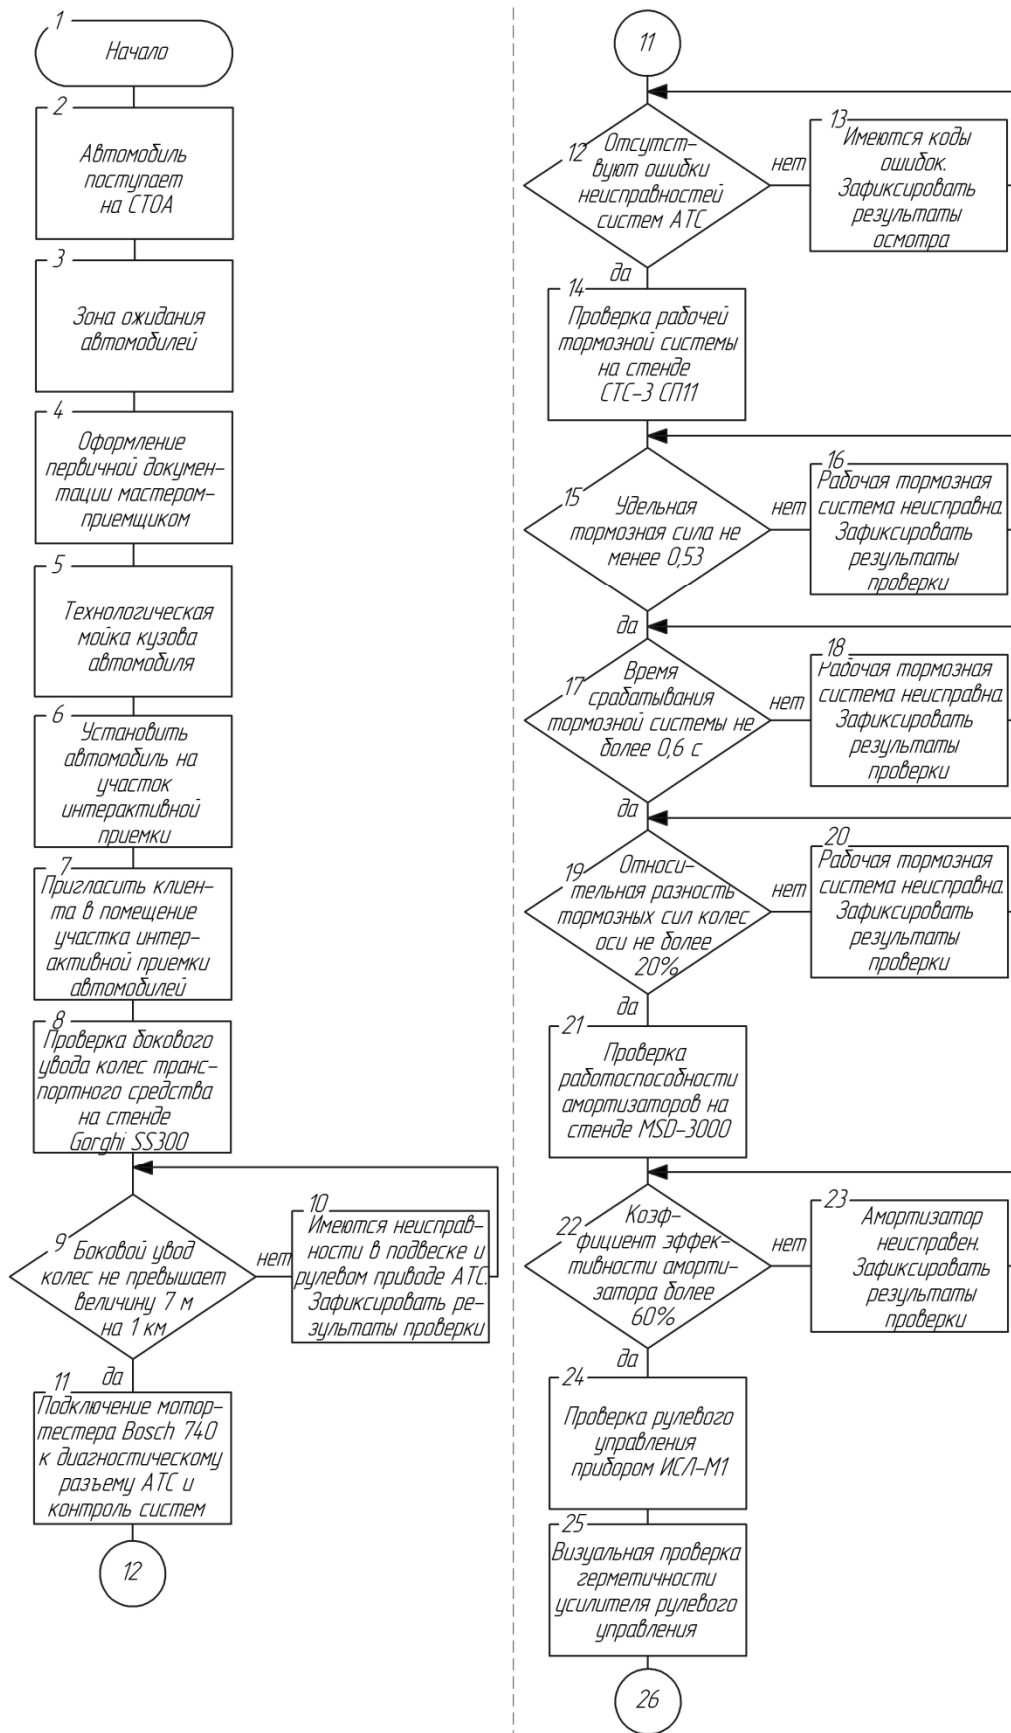 1
Начало
2
Автомобиль
поступает
на СТОА
3
Зона ожидания
автомобилей
4
Оформление
первичной докумен-
тации мастером-
приемщиком
5
Технологическая
мойка кузова
автомобиля
6
Установить
автомобиль на
участок
интерактивной
приемки
7
Пригласить клиен-
та в помещение
участка интер-
активной приемки
автомобилей
8
Проверка бокового
увода колес транс-
портного средства
на стенде
Gorghi SS300
9
Боковой увод
колес не превышает
величину 7 м
на 1 км
нет
10
Имеются неисправ-
ности в подвеске и
рулевом приводе АТС.
Зафиксировать ре-
зультаты проверки
да
11
Подключение мотор-
тестера Bosch 740
к диагностическому
разъему АТС и
контроль систем
12
11
12
Отсутст-
вуют ошибки
неисправностей
систем АТС
нет
13
Имеются коды
ошибок.
Зафиксировать
результаты
осмотра
да
14
Проверка рабочей
тормозной системы
на стенде
СТС-3 СП11
15
Удельная
тормозная сила не
менее 0,53
нет
16
Рабочая тормозная
система неисправна.
Зафиксировать
результаты
проверки
да
17
Время
срабатывания
тормозной системы не
более 0,6 с
нет
18
Рабочая тормозная
система неисправна.
Зафиксировать
результаты
проверки
да
19
Относи-
тельная разность
тормозных сил колес
оси не более
20%
нет
20
Рабочая тормозная
система неисправна.
Зафиксировать
результаты
проверки
да
21
Проверка
работоспособности
амортизаторов на
стенде MSD-3000
22
Коэф-
фициент эффек-
тивности аморти-
затора более
60%
нет
23
Амортизатор
неисправен.
Зафиксировать
результаты
проверки
да
24
Проверка рулевого
управления
прибором ИСЛ-М1
25
Визуальная проверка
герметичности
усилителя рулевого
управления
26